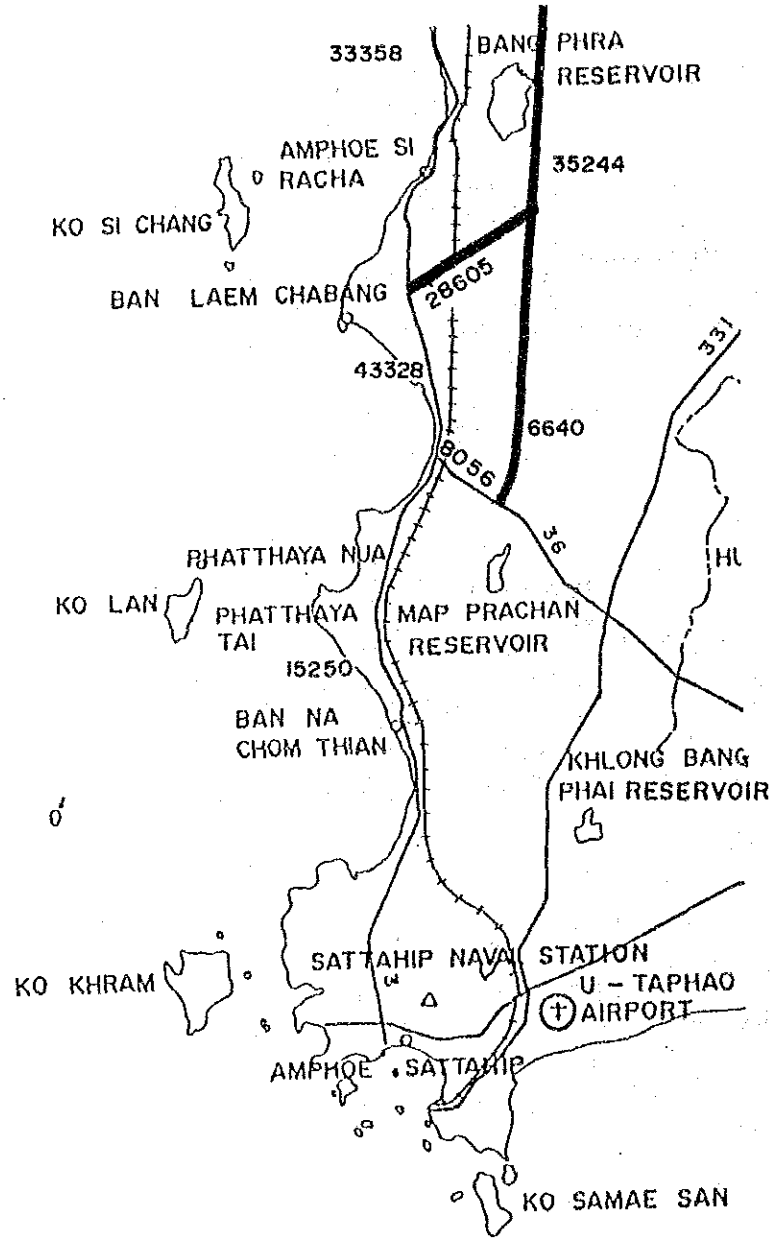 33358
BANG PHRA
RESERVOIR
AMPHOE SI
RACHA
35244
KO SI CHANG
BAN LAEM CHABANG
28605
43328
331
6640
8056
36
PHATTHAYA NUA
HU
KO LAN
PHATTHAYA
TAI
MAP PRACHAN
RESERVOIR
15250
BAN NA
CHOM THIAN
KHLONG BANG
PHAI RESERVOIR
SATTAHIP NAVAL STATION
KO KHRAM
U - TAPHAO
AIRPORT
AMPHOE SATTAHIP
KO SAMAE SAN